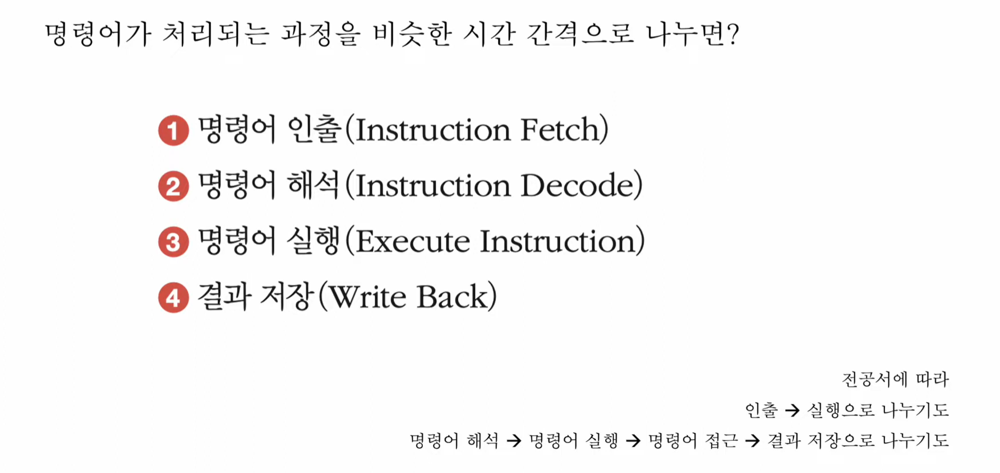 명령어가 처리되는 과정을 비슷한 시간 간격으로 나누면?
1 명령어 인출(Instruction Fetch)
2 명령어 해석(Instruction Decode)
3 명령어 실행(Execute Instruction)
4 결과 저장(Write Back)
전공서에 따라
인출 → 실행으로 나누기도
명령어 해석 → 명령어 실행 → 명령어 접근 → 결과 저장으로 나누기도